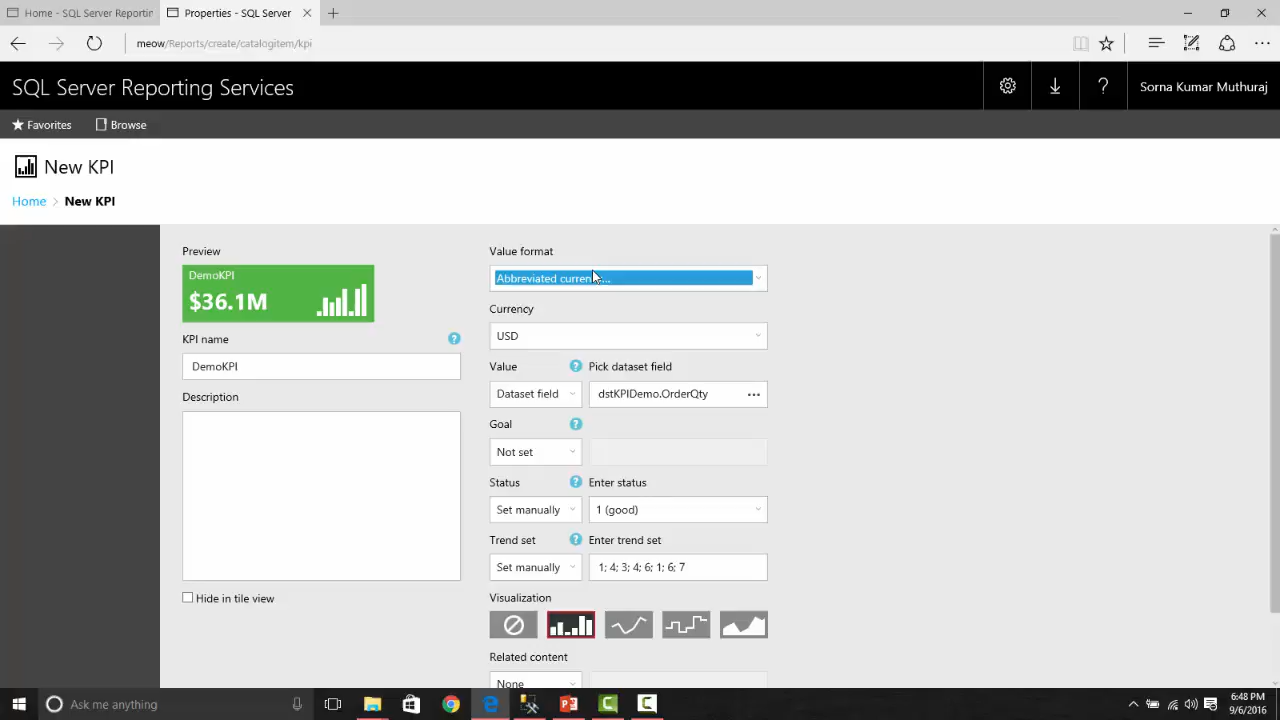 Home - SQL Server Reportin
Properties - SQL Server
meow/Reports/create/catalogitem/kpi
SQL Server Reporting Services
?
Sorna Kumar Muthuraj
Favorites
Browse
New KPI
Home > New KPI
Preview
DemoKPI
$36.1M
KPI name
?
DemoKPI
Description
Hide in tile view
Value format
Abbreviated curren...
Currency
USD
Value ? Pick dataset field
Dataset field dstKPIDemo.OrderQty ...
Goal ?
Not set
Status ? Enter status
Set manually 1 (good)
Trend set ? Enter trend set
Set manually 1; 4; 3; 4; 6; 1; 6; 7
Visualization
Related content
None
Ask me anything
6:48 PM
9/6/2016